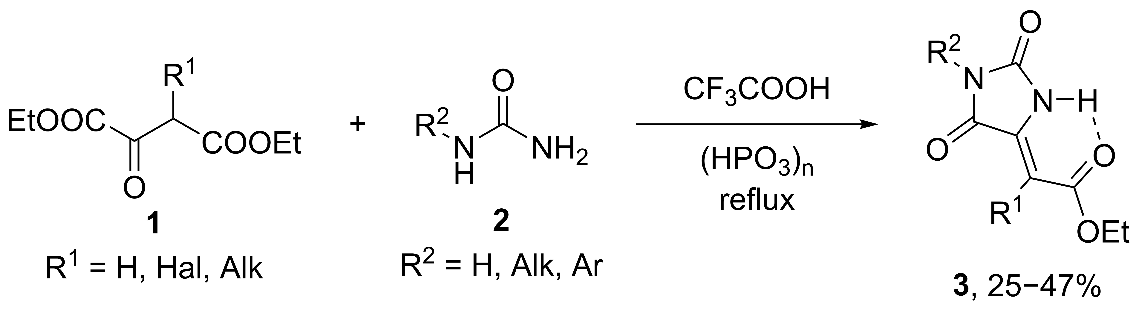 R¹
EtOOC
COOEt
O
1
R¹ = H, Hal, Alk
+
R²
N
H
O
NH₂
2
R² = H, Alk, Ar
CF₃COOH
(HPO₃)ₙ
reflux
R²
N
O
N–H
O
O
R¹
OEt
3, 25−47%